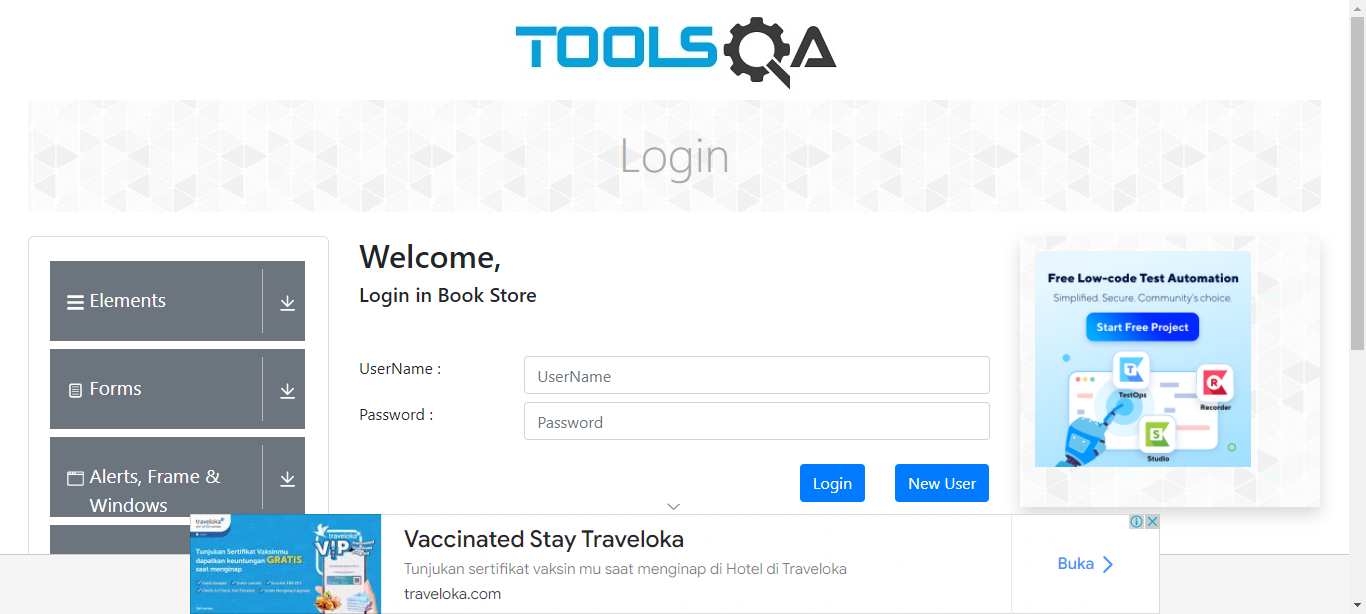 TOOLSQA
Login
Elements
Forms
Alerts, Frame &
Windows
Welcome,
Login in Book Store
UserName :
UserName
Password :
Password
Login
New User
Free Low-code Test Automation
Simplified. Secure. Community's choice.
Start Free Project
TestOps
Recorder
Studio
traveloka
Tunjukan Sertifikat Vaksinmu
dapatkan keuntungan GRATIS
saat menginap
traveloka
VIP
Vaccinated Stay Traveloka
Tunjukan sertifikat vaksin mu saat menginap di Hotel di Traveloka
traveloka.com
Buka